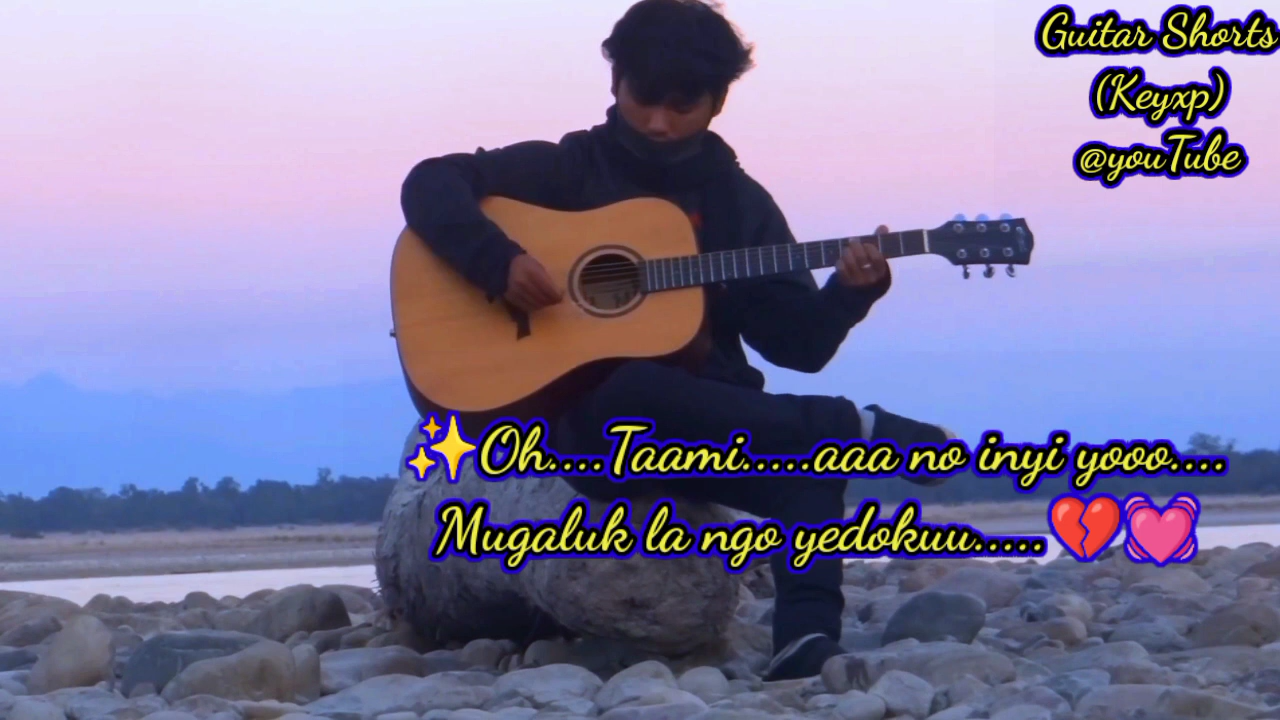 Guitar Shorts
(Keyxp)
@youTube
✨Oh....Taami.....aaa no inyi yooo....
Mugaluk la ngo yedokuu.....💔💓